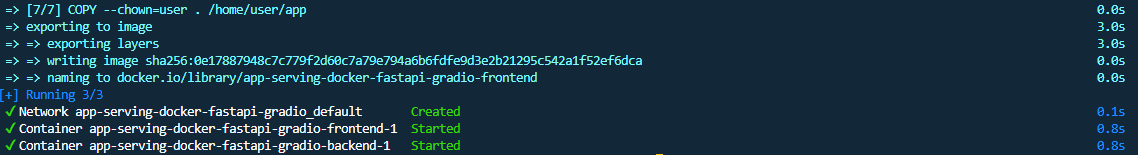 => [7/7] COPY --chown=user . /home/user/app 0.0s
=> exporting to image 3.0s
=> => exporting layers 3.0s
=> => writing image sha256:0e17887948c7c779f2d60c7a79e794a6b6fdfe9d3e2b21295c542a1f52ef6dca 0.0s
=> => naming to docker.io/library/app-serving-docker-fastapi-gradio-frontend 0.0s
[+] Running 3/3
✔ Network app-serving-docker-fastapi-gradio_default Created 0.1s
✔ Container app-serving-docker-fastapi-gradio-frontend-1 Started 0.8s
✔ Container app-serving-docker-fastapi-gradio-backend-1 Started 0.8s